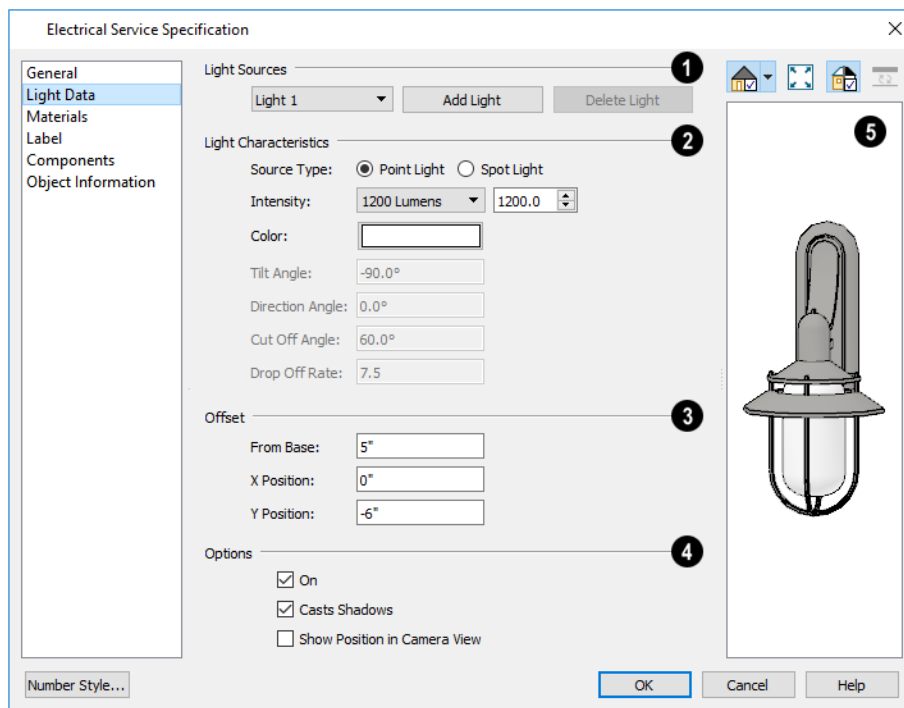 Electrical Service Specification
General
Light Data
Materials
Label
Components
Object Information
Light Sources
1
Light 1
Add Light
Delete Light
Light Characteristics
2
Source Type: Point Light Spot Light
Intensity: 1200 Lumens 1200.0
Color:
Tilt Angle: -90.0°
Direction Angle: 0.0°
Cut Off Angle: 60.0°
Drop Off Rate: 7.5
Offset
3
From Base: 5"
X Position: 0"
Y Position: -6"
Options
4
On
Casts Shadows
Show Position in Camera View
5
Number Style...
OK
Cancel
Help